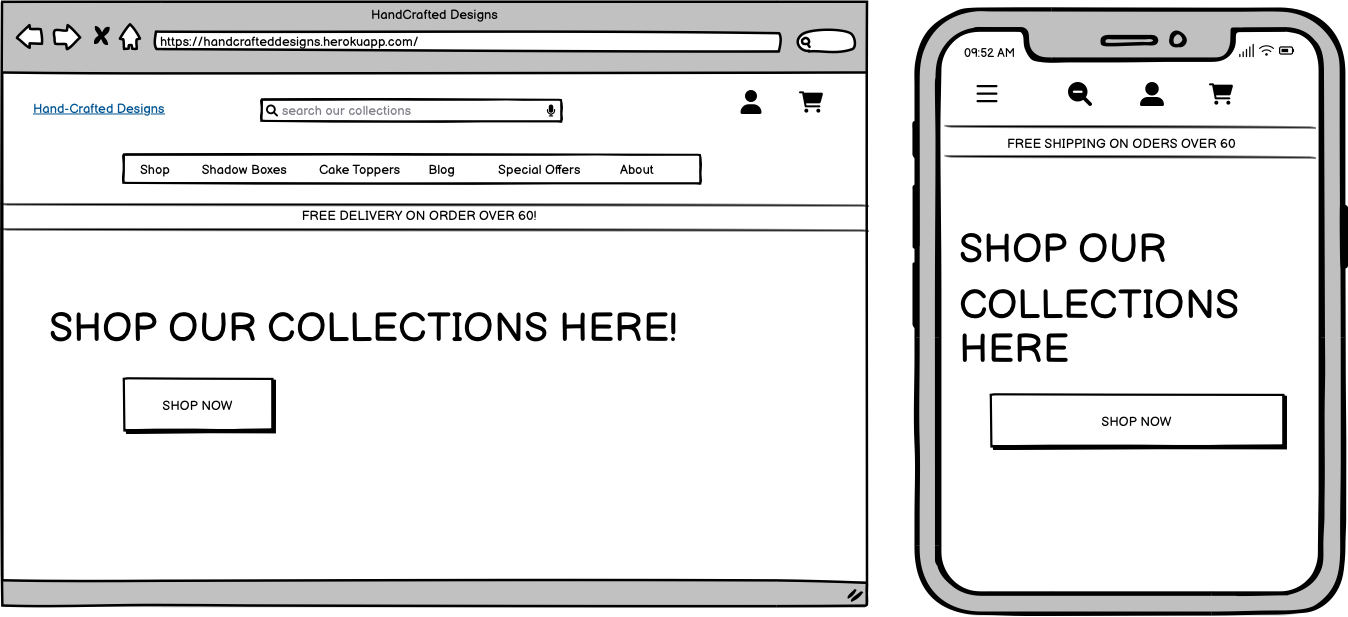 HandCrafted Designs
https://handcrafteddesigns.herokuapp.com/
Hand-Crafted Designs
search our collections
Shop Shadow Boxes Cake Toppers Blog Special Offers About
FREE DELIVERY ON ORDER OVER 60!
SHOP OUR COLLECTIONS HERE!
SHOP NOW
09:52 AM
FREE SHIPPING ON ODERS OVER 60
SHOP OUR
COLLECTIONS
HERE
SHOP NOW